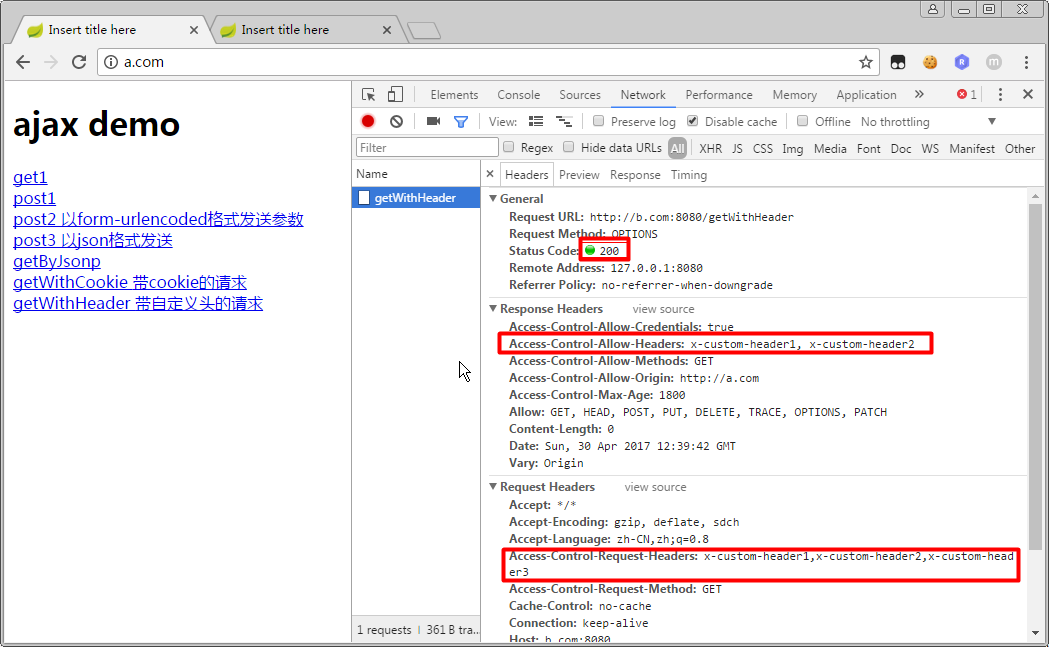 Insert title here
Insert title here
a.com
ajax demo
get1
post1
post2 以form-urlencoded格式发送参数
post3 以json格式发送
getByJsonp
getWithCookie 带cookie的请求
getWithHeader 带自定义头的请求
Elements Console Sources Network Performance Memory Application » 1
View: Preserve log Disable cache Offline No throttling
Filter Regex Hide data URLs All XHR JS CSS Img Media Font Doc WS Manifest Other
Name
getWithHeader
1 requests 361 B tra...
Headers Preview Response Timing
General
Request URL: http://b.com:8080/getWithHeader
Request Method: OPTIONS
Status Code: 200
Remote Address: 127.0.0.1:8080
Referrer Policy: no-referrer-when-downgrade
Response Headers view source
Access-Control-Allow-Credentials: true
Access-Control-Allow-Headers: x-custom-header1, x-custom-header2
Access-Control-Allow-Methods: GET
Access-Control-Allow-Origin: http://a.com
Access-Control-Max-Age: 1800
Allow: GET, HEAD, POST, PUT, DELETE, TRACE, OPTIONS, PATCH
Content-Length: 0
Date: Sun, 30 Apr 2017 12:39:42 GMT
Vary: Origin
Request Headers view source
Accept: */*
Accept-Encoding: gzip, deflate, sdch
Accept-Language: zh-CN,zh;q=0.8
Access-Control-Request-Headers: x-custom-header1,x-custom-header2,x-custom-head
er3
Access-Control-Request-Method: GET
Cache-Control: no-cache
Connection: keep-alive
Host: b.com:8080